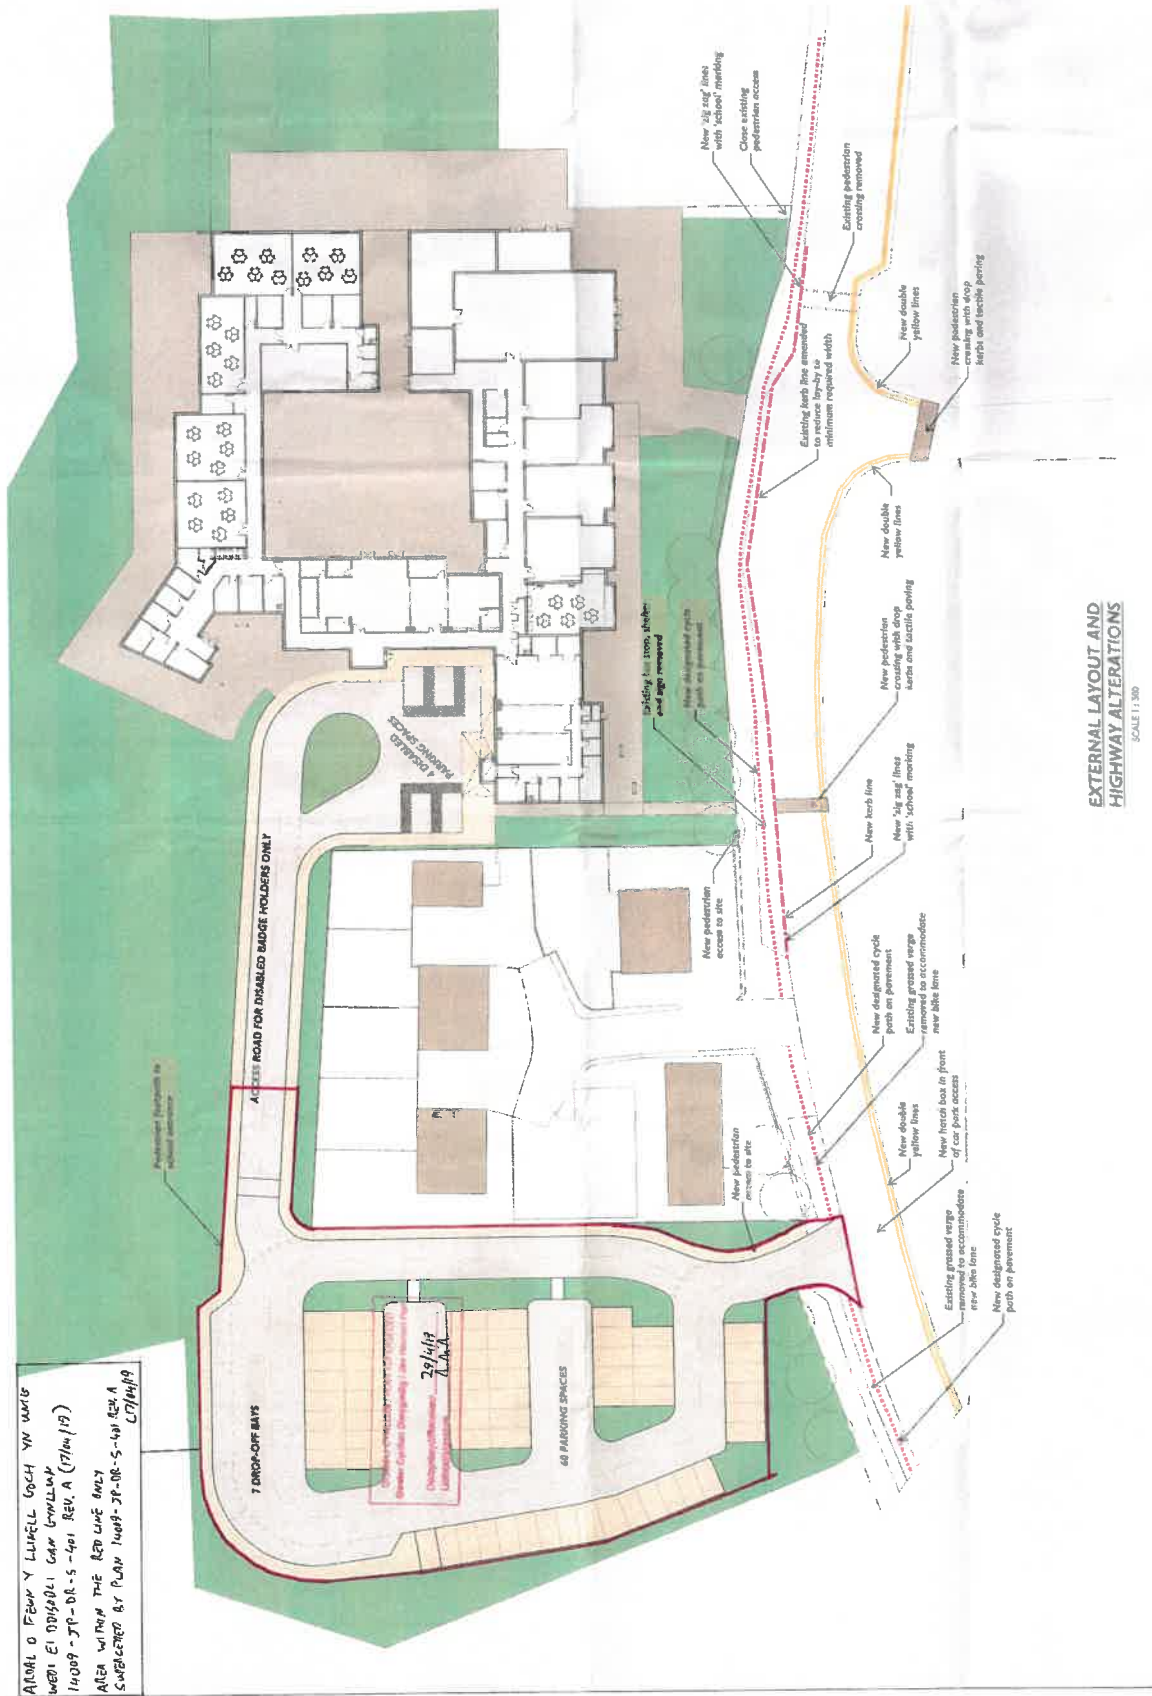 ARDAL O FEWN Y LLINELL GOCH YN UNIG
WEDI EI DDISODLI GAN GYNLLUN
14009-JP-DR-S-401 REV. A (17/04/19)
AREA WITHIN THE RED LINE ONLY
SUPERCEDED BY PLAN 14009-JP-DR-S-401 REV. A
17/04/19
Pedestrian footpath to
school entrance
ACCESS ROAD FOR DISABLED BADGE HOLDERS ONLY
4 DISABLED
PARKING SPACES
7 DROP-OFF BAYS
60 PARKING SPACES
29/4/19
New 'zig zag' lines
with 'school' marking
Close existing
pedestrian access
Existing pedestrian
crossing removed
Existing kerb line amended
to reduce lay-by to
minimum required width
New double
yellow lines
New pedestrian
crossing with drop
kerbs and tactile paving
New double
yellow lines
Existing bus stop, shelter
and sign removed
New designated cycle
path on pavement
New pedestrian
crossing with drop
kerbs and tactile paving
New pedestrian
access to site
New kerb line
New 'zig zag' lines
with 'school' marking
New designated cycle
path on pavement
Existing grassed verge
removed to accommodate
new bike lane
New pedestrian
access to site
New double
yellow lines
New hatch box in front
of car park access
Existing grassed verge
removed to accommodate
new bike lane
New designated cycle
path on pavement
EXTERNAL LAYOUT AND
HIGHWAY ALTERATIONS
SCALE 1 : 500